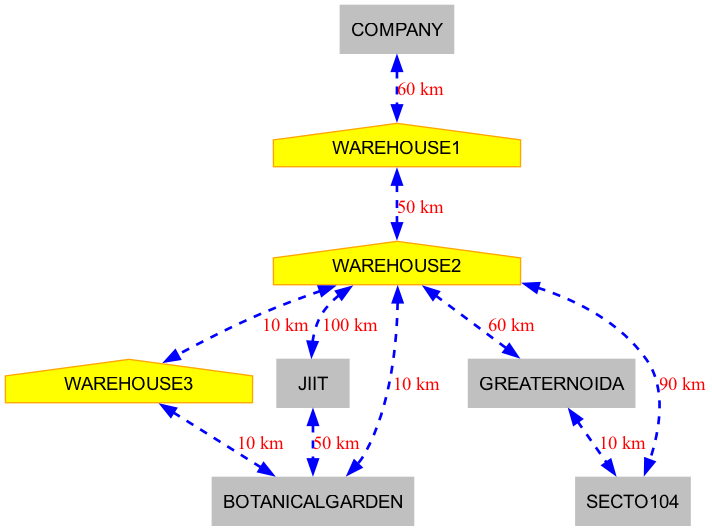 COMPANY
60 km
WAREHOUSE1
50 km
WAREHOUSE2
10 km
100 km
60 km
WAREHOUSE3
JIIT
10 km
GREATERNOIDA
90 km
10 km
50 km
10 km
BOTANICALGARDEN
SECTO104